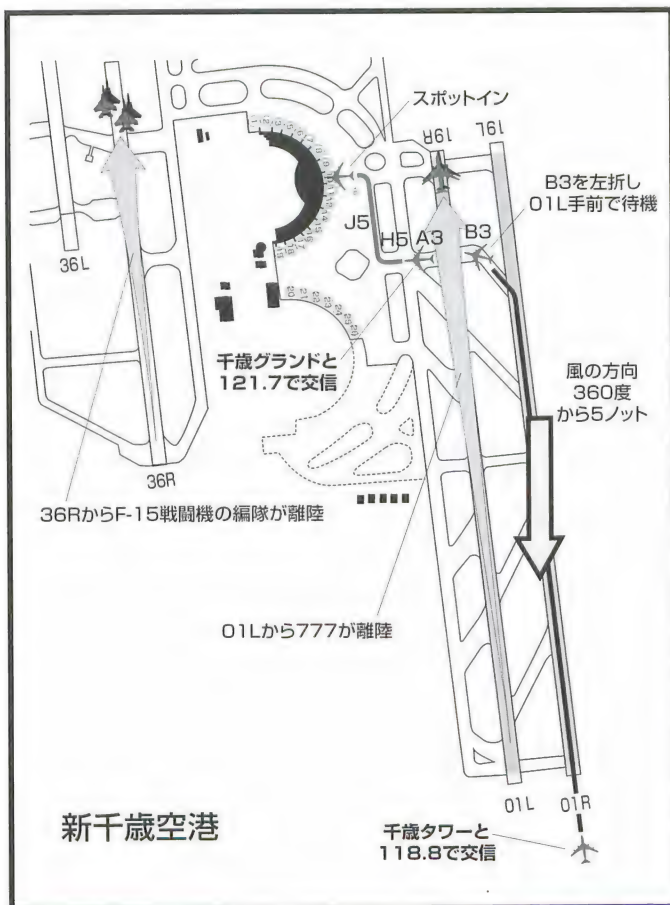 スポットイン
19R
19L
B3を左折し
01L手前で待機
J5
H5
A3
B3
36L
千歳グランドと
121.7で交信
風の方向
360度
から5ノット
36R
36RからF-15戦闘機の編隊が離陸
01Lから777が離陸
01L
01R
新千歳空港
千歳タワーと
118.8で交信